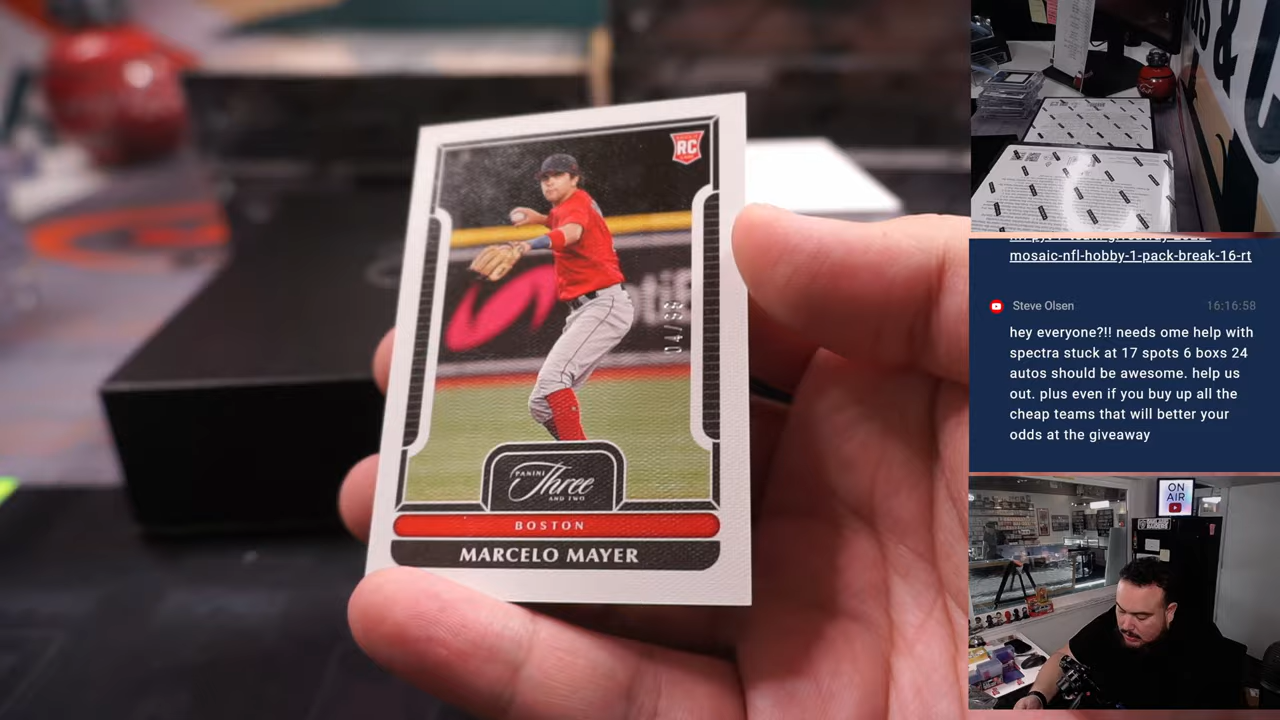 ROOKIE
RC
04/99
PANINI
Three
AND TWO
BOSTON
MARCELO MAYER
&
mosaic-nfl-hobby-1-pack-break-16-rt
Steve Olsen 16:16:58
hey everyone?!! needs ome help with
spectra stuck at 17 spots 6 boxs 24
autos should be awesome. help us
out. plus even if you buy up all the
cheap teams that will better your
odds at the giveaway
ON
AIR